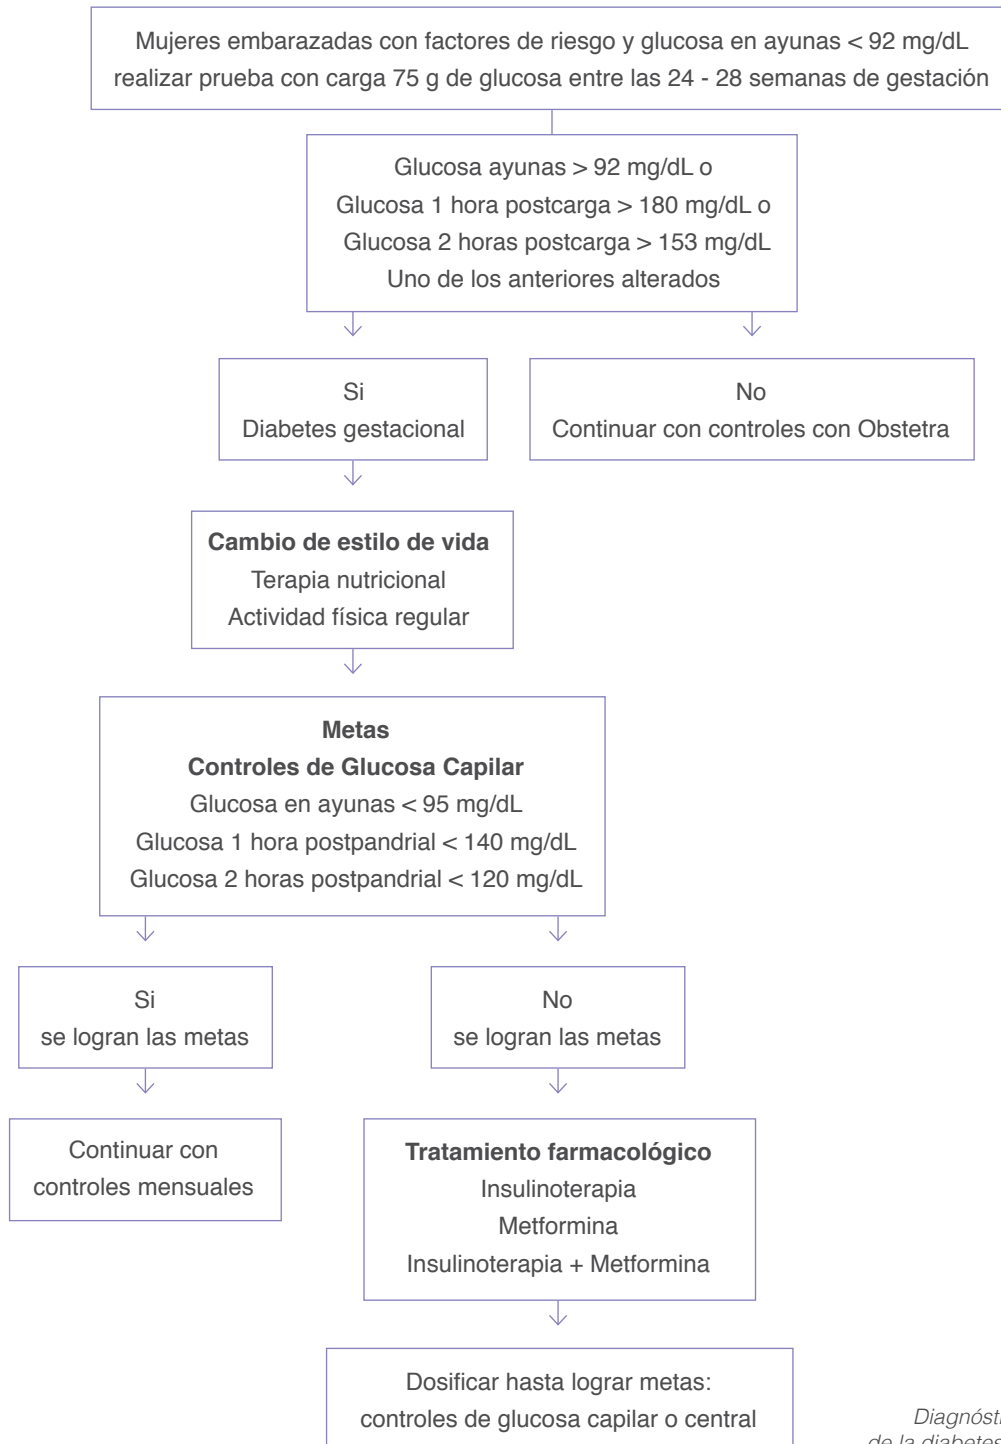 Mujeres embarazadas con factores de riesgo y glucosa en ayunas < 92 mg/dL
realizar prueba con carga 75 g de glucosa entre las 24 - 28 semanas de gestación
Glucosa ayunas > 92 mg/dL o
Glucosa 1 hora postcarga > 180 mg/dL o
Glucosa 2 horas postcarga > 153 mg/dL
Uno de los anteriores alterados
Si
Diabetes gestacional
No
Continuar con controles con Obstetra
Cambio de estilo de vida
Terapia nutricional
Actividad física regular
Metas
Controles de Glucosa Capilar
Glucosa en ayunas < 95 mg/dL
Glucosa 1 hora postpandrial < 140 mg/dL
Glucosa 2 horas postpandrial < 120 mg/dL
Si
se logran las metas
No
se logran las metas
Continuar con
controles mensuales
Tratamiento farmacológico
Insulinoterapia
Metformina
Insulinoterapia + Metformina
Dosificar hasta lograr metas:
controles de glucosa capilar o central
de la diabetes